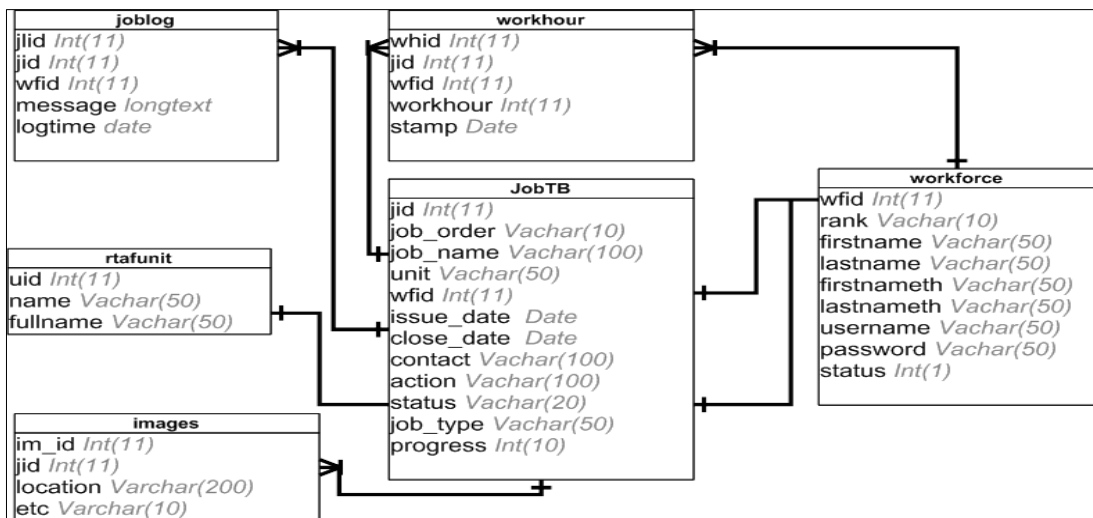 joblog
jlid Int(11)
jid Int(11)
wfid Int(11)
message longtext
logtime date
workhour
whid Int(11)
jid Int(11)
wfid Int(11)
workhour Int(11)
stamp Date
JobTB
jid Int(11)
job_order Vachar(10)
job_name Vachar(100)
unit Vachar(50)
wfid Int(11)
issue_date Date
close_date Date
contact Vachar(100)
action Vachar(100)
status Vachar(20)
job_type Vachar(50)
progress Int(10)
workforce
wfid Int(11)
rank Varchar(10)
firstname Vachar(50)
lastname Vachar(50)
firstnameth Vachar(50)
lastnameth Vachar(50)
username Vachar(50)
password Vachar(50)
status Int(1)
rtafunit
uid Int(11)
name Vachar(50)
fullname Vachar(50)
images
im_id Int(11)
jid Int(11)
location Varchar(200)
etc Varchar(10)